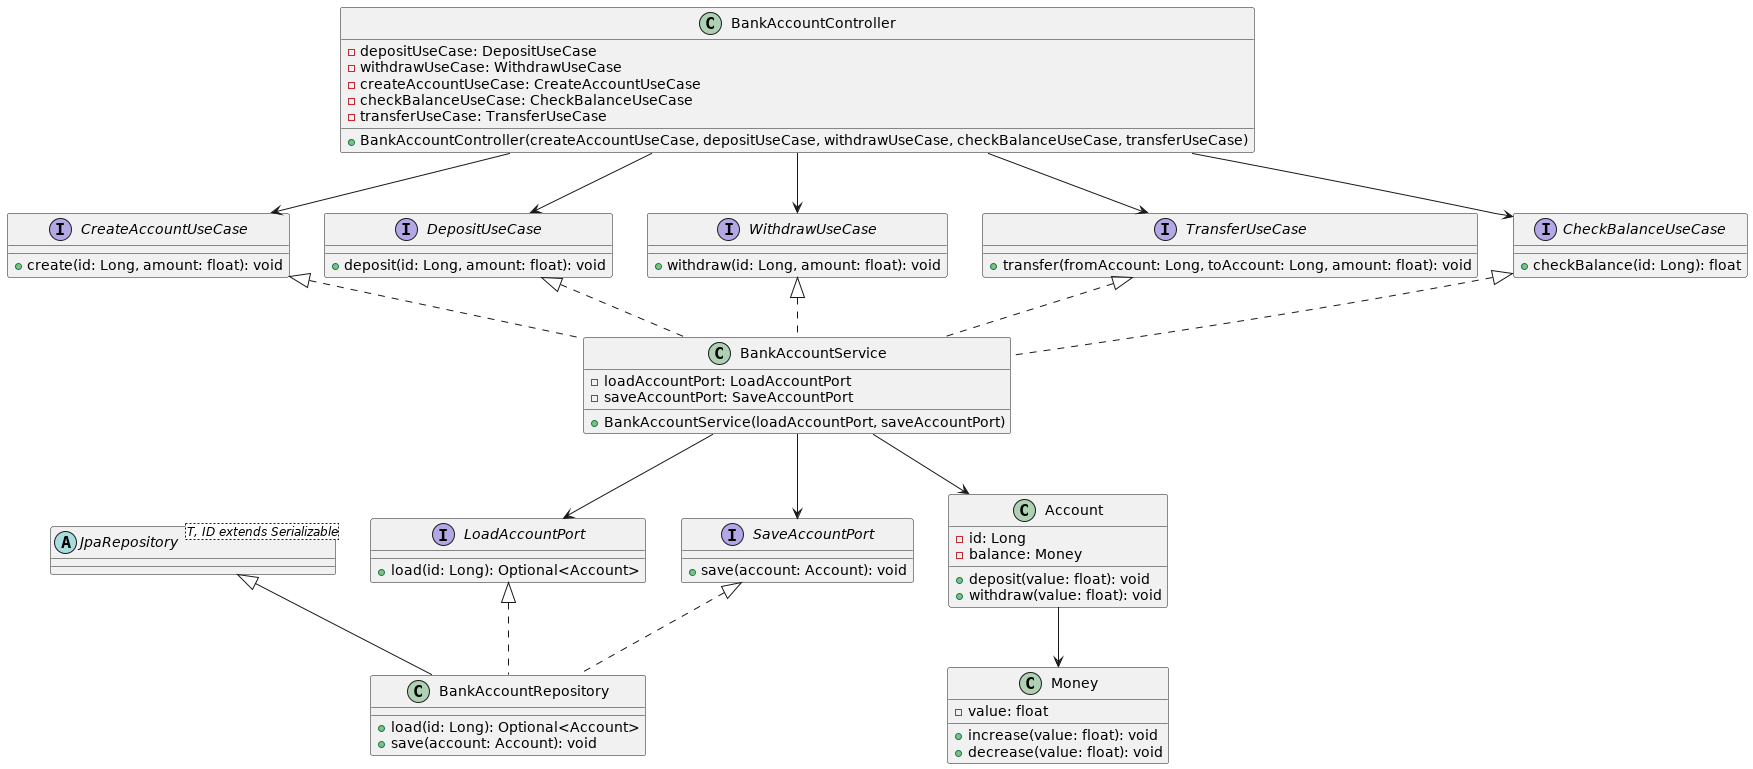 C BankAccountController
depositUseCase: DepositUseCase
withdrawUseCase: WithdrawUseCase
createAccountUseCase: CreateAccountUseCase
checkBalanceUseCase: CheckBalanceUseCase
transferUseCase: TransferUseCase
BankAccountController(createAccountUseCase, depositUseCase, withdrawUseCase, checkBalanceUseCase, transferUseCase)
I CreateAccountUseCase
create(id: Long, amount: float): void
I DepositUseCase
deposit(id: Long, amount: float): void
I WithdrawUseCase
withdraw(id: Long, amount: float): void
I TransferUseCase
transfer(fromAccount: Long, toAccount: Long, amount: float): void
I CheckBalanceUseCase
checkBalance(id: Long): float
C BankAccountService
loadAccountPort: LoadAccountPort
saveAccountPort: SaveAccountPort
BankAccountService(loadAccountPort, saveAccountPort)
A JpaRepository
T, ID extends Serializable
I LoadAccountPort
load(id: Long): Optional<Account>
I SaveAccountPort
save(account: Account): void
C Account
id: Long
balance: Money
deposit(value: float): void
withdraw(value: float): void
C BankAccountRepository
load(id: Long): Optional<Account>
save(account: Account): void
C Money
value: float
increase(value: float): void
decrease(value: float): void